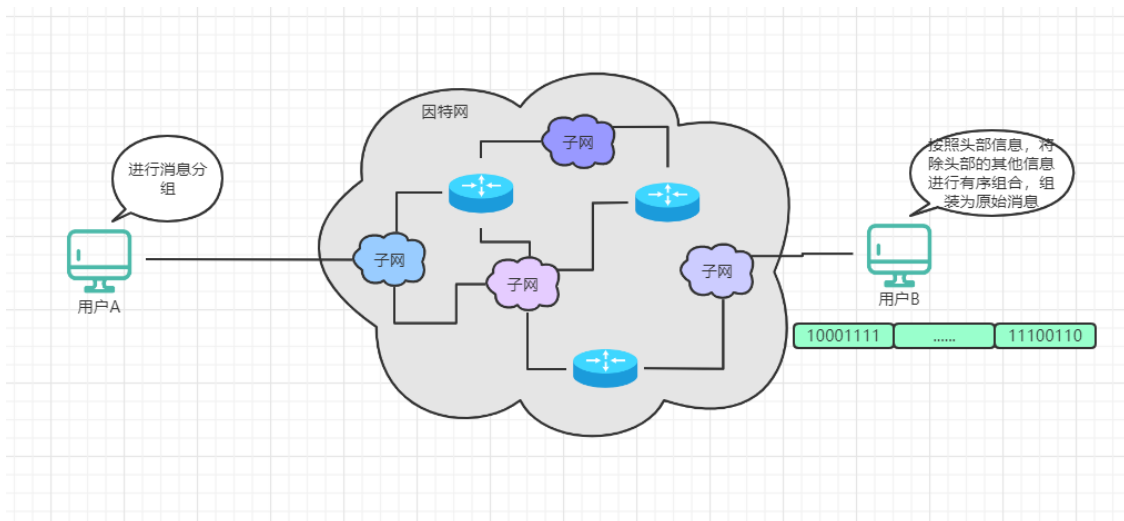 因特网
子网
进行消息分
组
按照头部信息，将
除头部的其他信息
进行有序组合，组
装为原始消息
子网
子网
子网
用户A
用户B
10001111
......
11100110